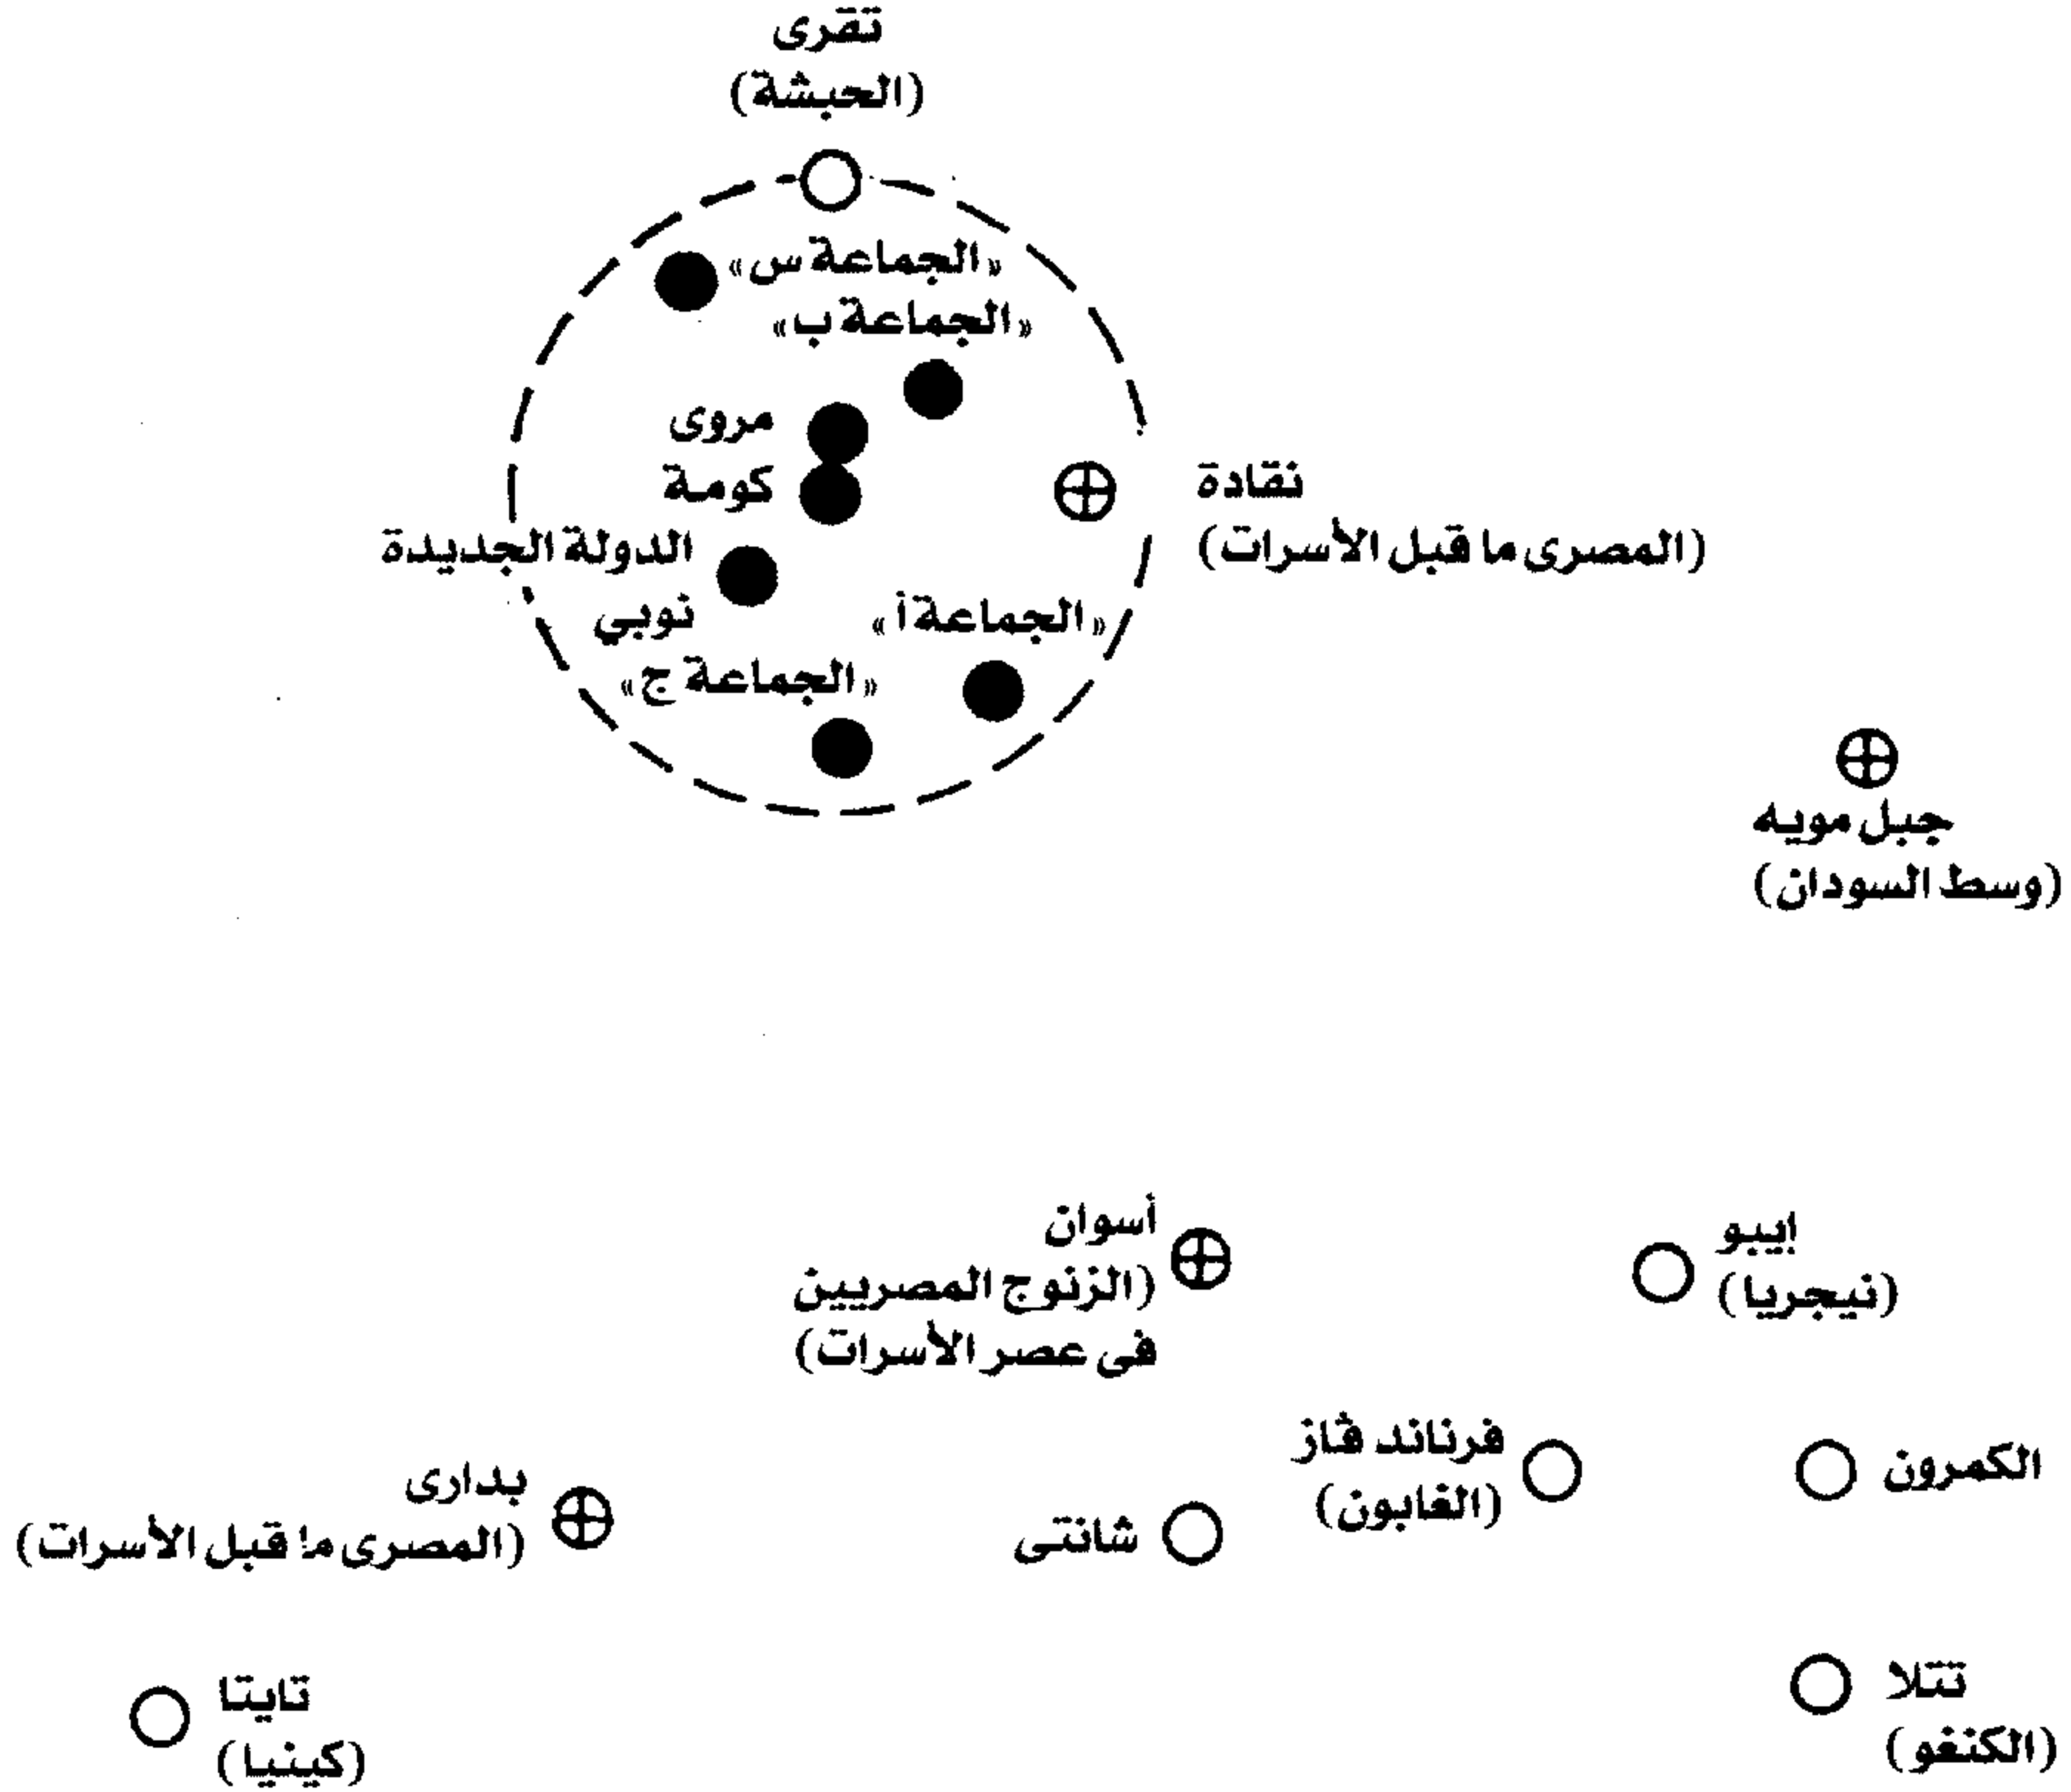 تقرى
(الحبشة)
«الجماعة س»
«الجماعة ب»
مروى
كومة
نقادة
(المصرى ما قبل الأسرات)
الدولة الجديدة
نوبي
«الجماعة أ»
«الجماعة ج»
جبل مويه
(وسط السودان)
أسوان
(الزنوج المصريين
فى عصر الأسرات)
ايبو
(نيجريا)
فرناند ڤاز
(الغابون)
الكمرون
بدارى
(المصرى ما قبل الأسرات)
شانتى
تايتا
(كينيا)
تتلا
(الكنغو)